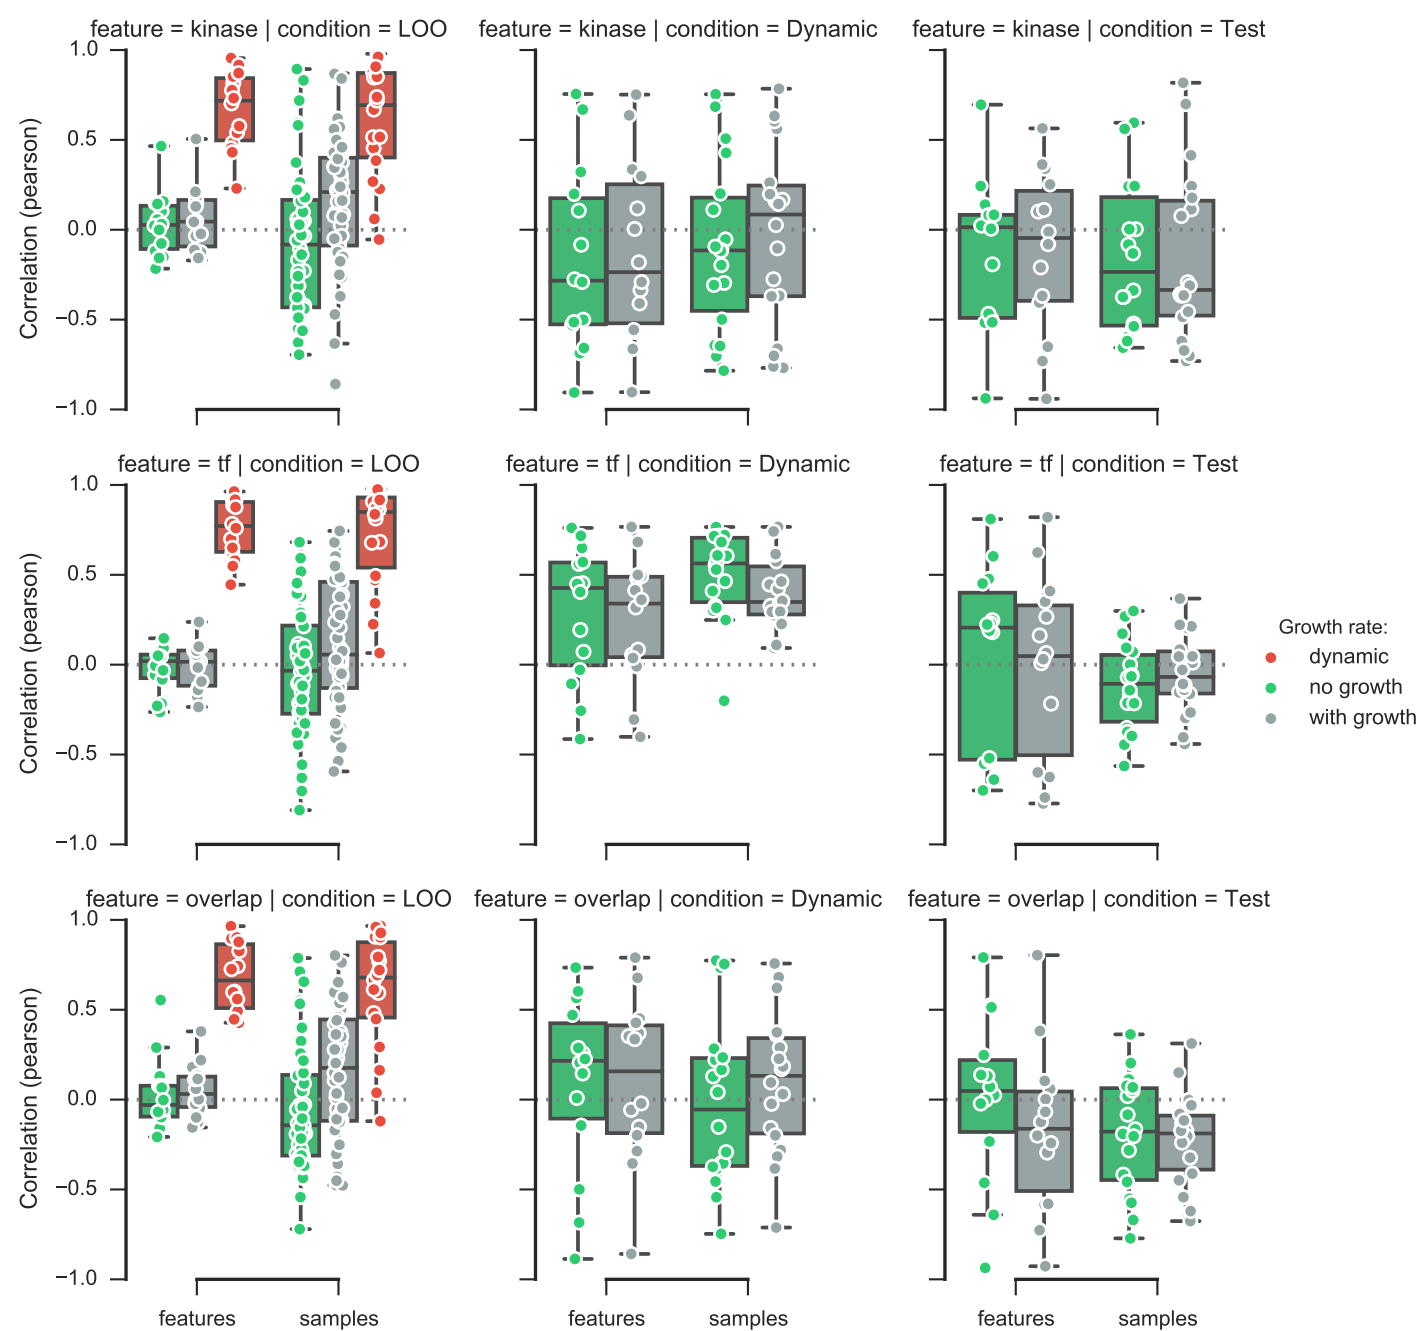 feature = kinase | condition = LOO
feature = kinase | condition = Dynamic
feature = kinase | condition = Test
1.0
0.5
0.0
−0.5
−1.0
Correlation (pearson)
feature = tf | condition = LOO
feature = tf | condition = Dynamic
feature = tf | condition = Test
1.0
0.5
0.0
−0.5
−1.0
Correlation (pearson)
Growth rate:
dynamic
no growth
with growth
feature = overlap | condition = LOO
feature = overlap | condition = Dynamic
feature = overlap | condition = Test
1.0
0.5
0.0
−0.5
−1.0
Correlation (pearson)
features
samples
features
samples
features
samples